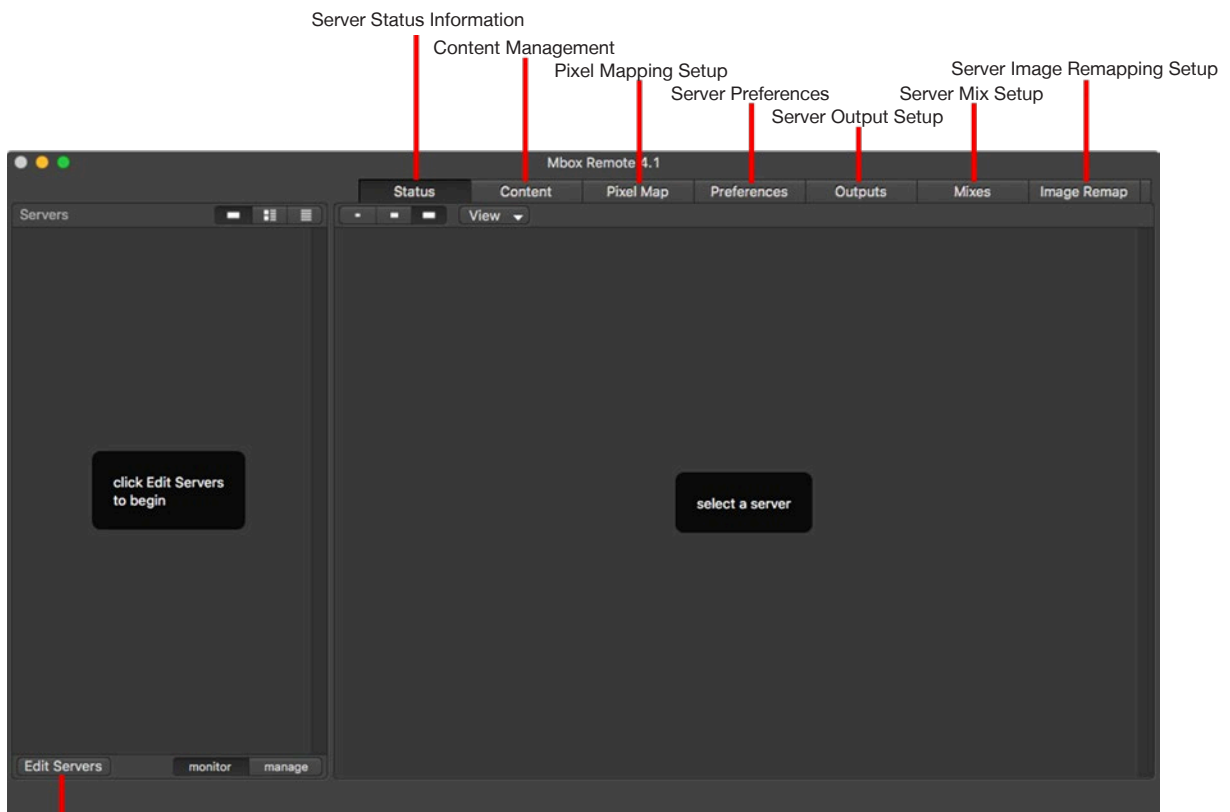 Server Status Information
Content Management
Pixel Mapping Setup
Server Image Remapping Setup
Server Preferences
Server Mix Setup
Server Output Setup
Mbox Remote 4.1
Status Content Pixel Map Preferences Outputs Mixes Image Remap
Servers
View
click Edit Servers
to begin
select a server
Edit Servers
monitor manage